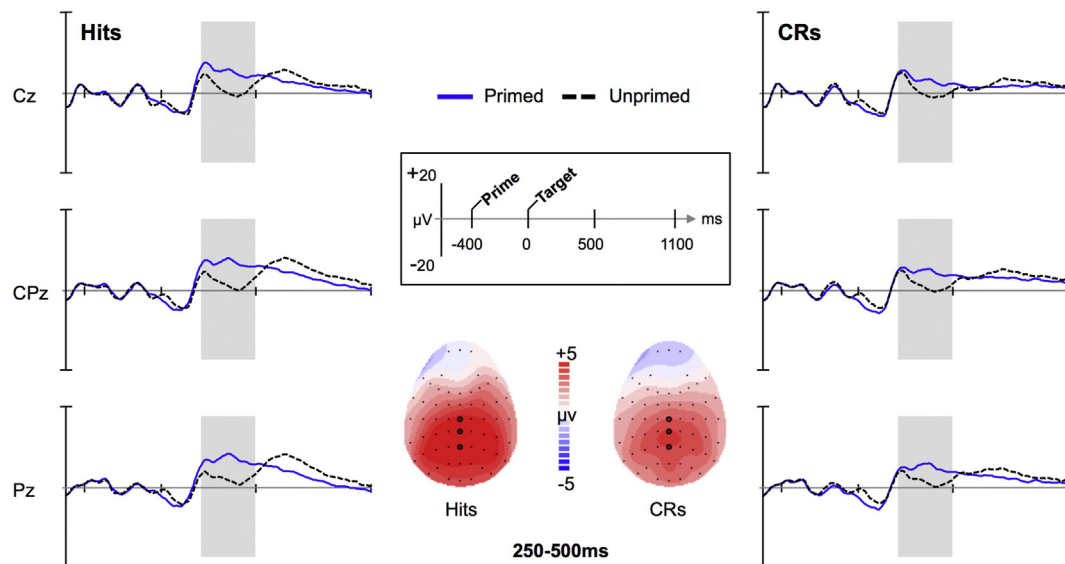 Hits
CRs
Cz
Primed
Unprimed
+20
Prime
Target
µV
ms
-400
0
500
1100
-20
CPz
+5
µv
-5
Pz
Hits
CRs
250-500ms